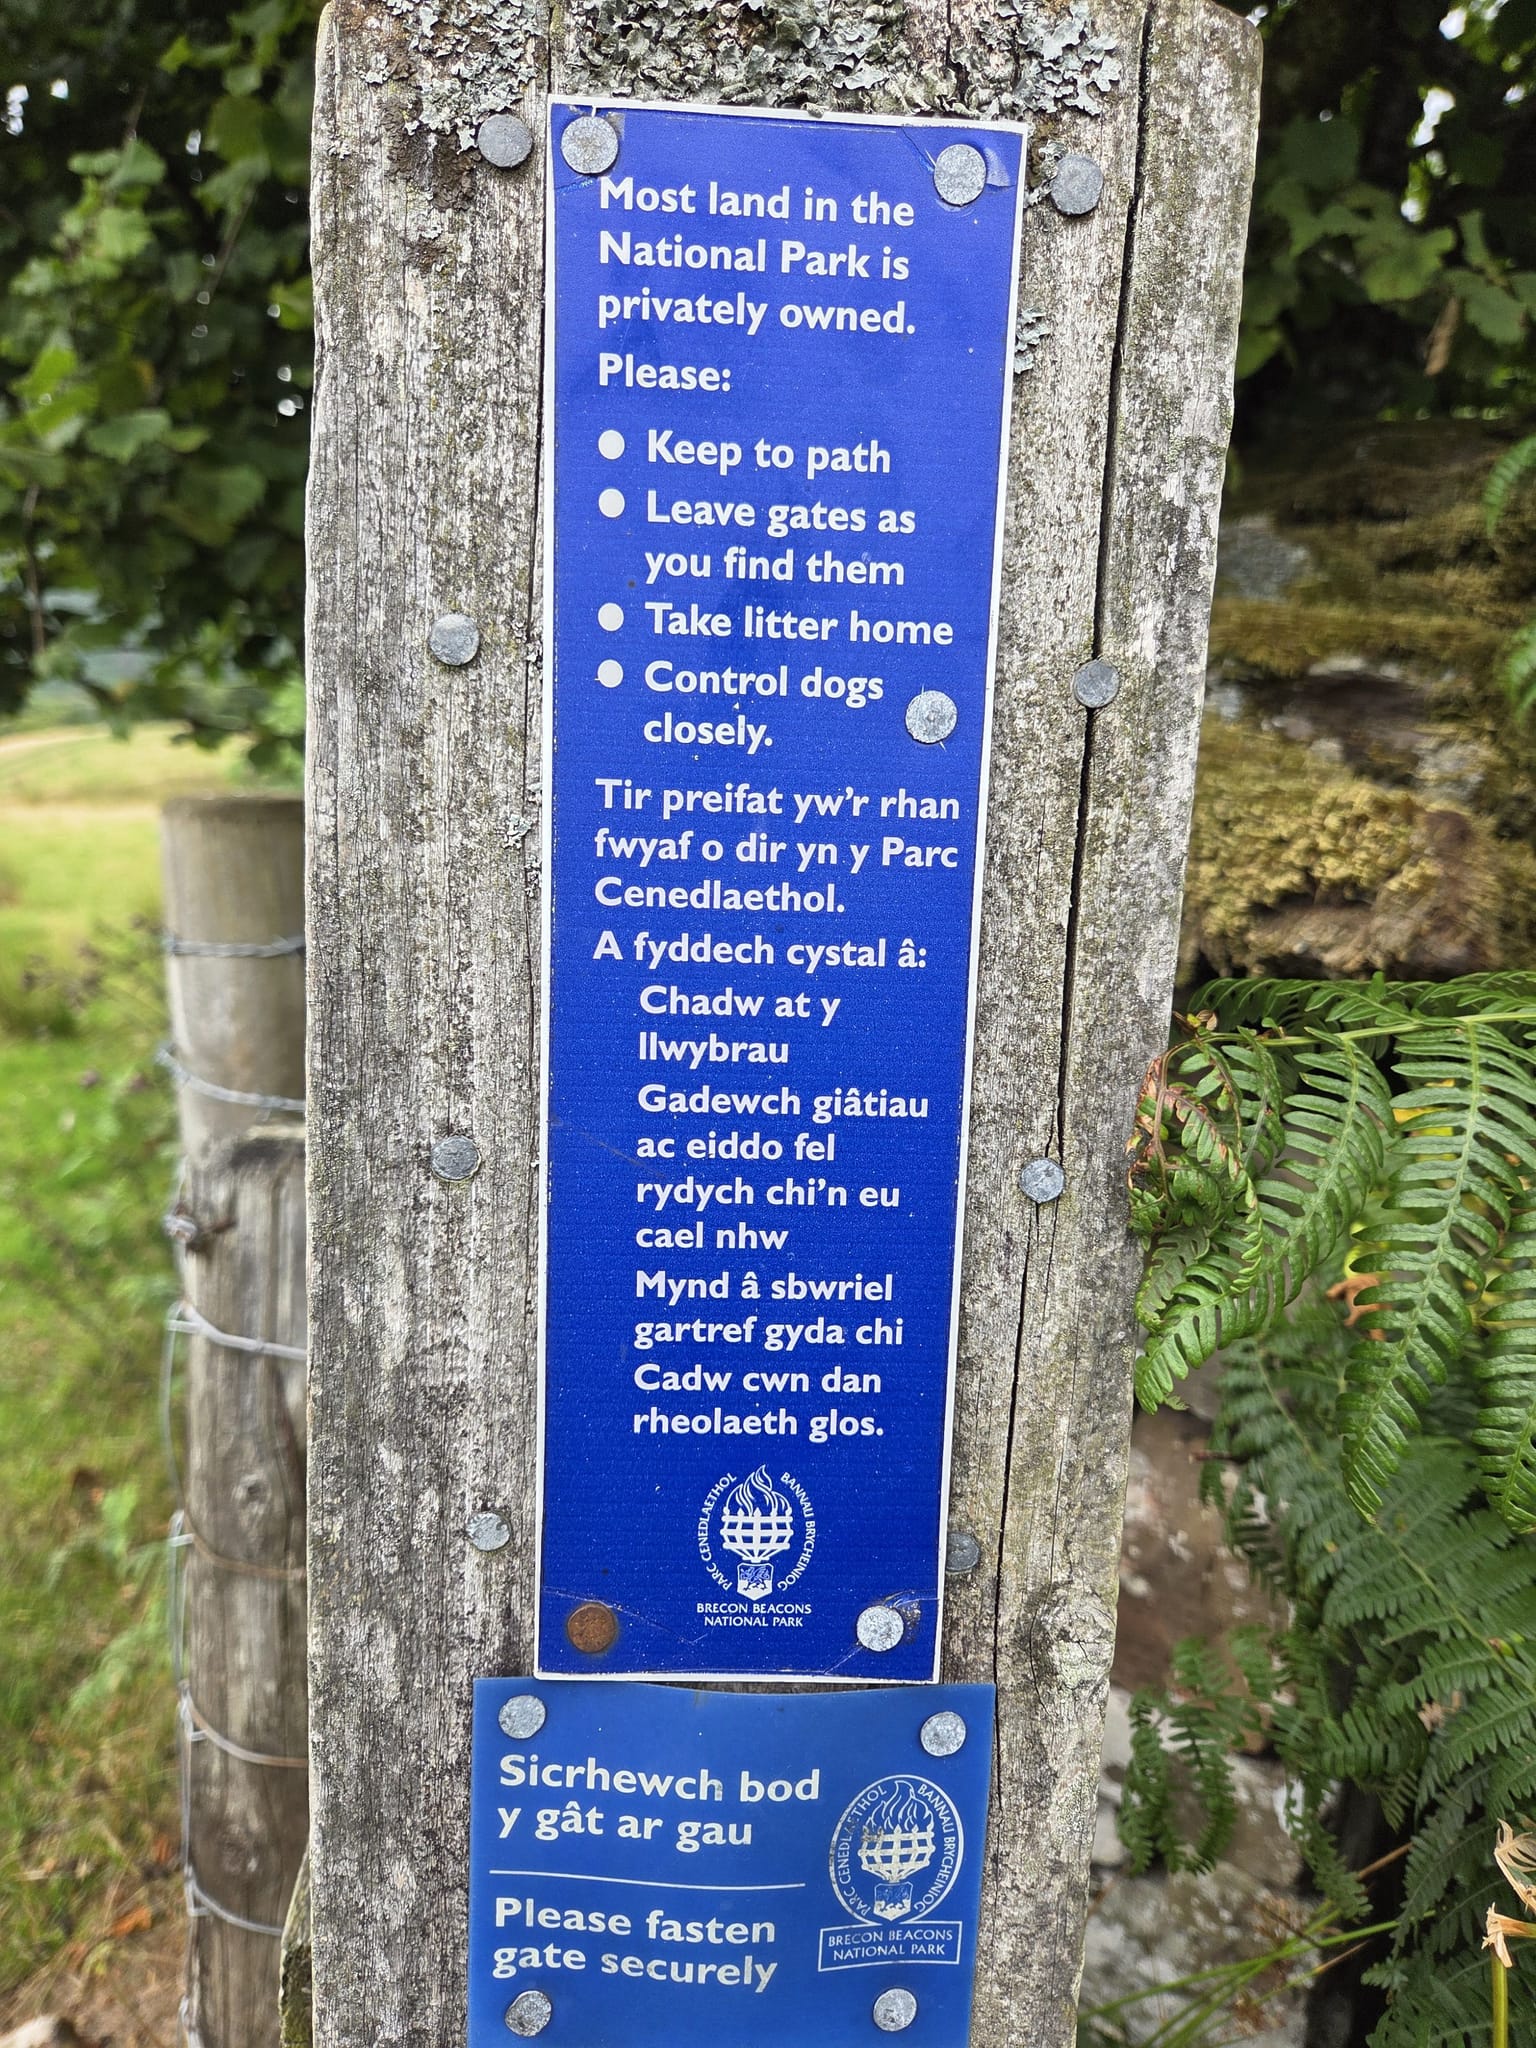 Most land in the
National Park is
privately owned.
Please:
● Keep to path
● Leave gates as
you find them
● Take litter home
● Control dogs
closely.
Tir preifat yw'r rhan
fwyaf o dir yn y Parc
Cenedlaethol.
A fyddech cystal â:
Chadw at y
llwybrau
Gadewch giâtiau
ac eiddo fel
rydych chi'n eu
cael nhw
Mynd â sbwriel
gartref gyda chi
Cadw cwn dan
rheolaeth glos.
PARC CENEDLAETHOL BANNAU BRYCHEINIOG
BRECON BEACONS
NATIONAL PARK
Sicrhewch bod
y gât ar gau
Please fasten
gate securely
PARC CENEDLAETHOL BANNAU BRYCHEINIOG
BRECON BEACONS
NATIONAL PARK